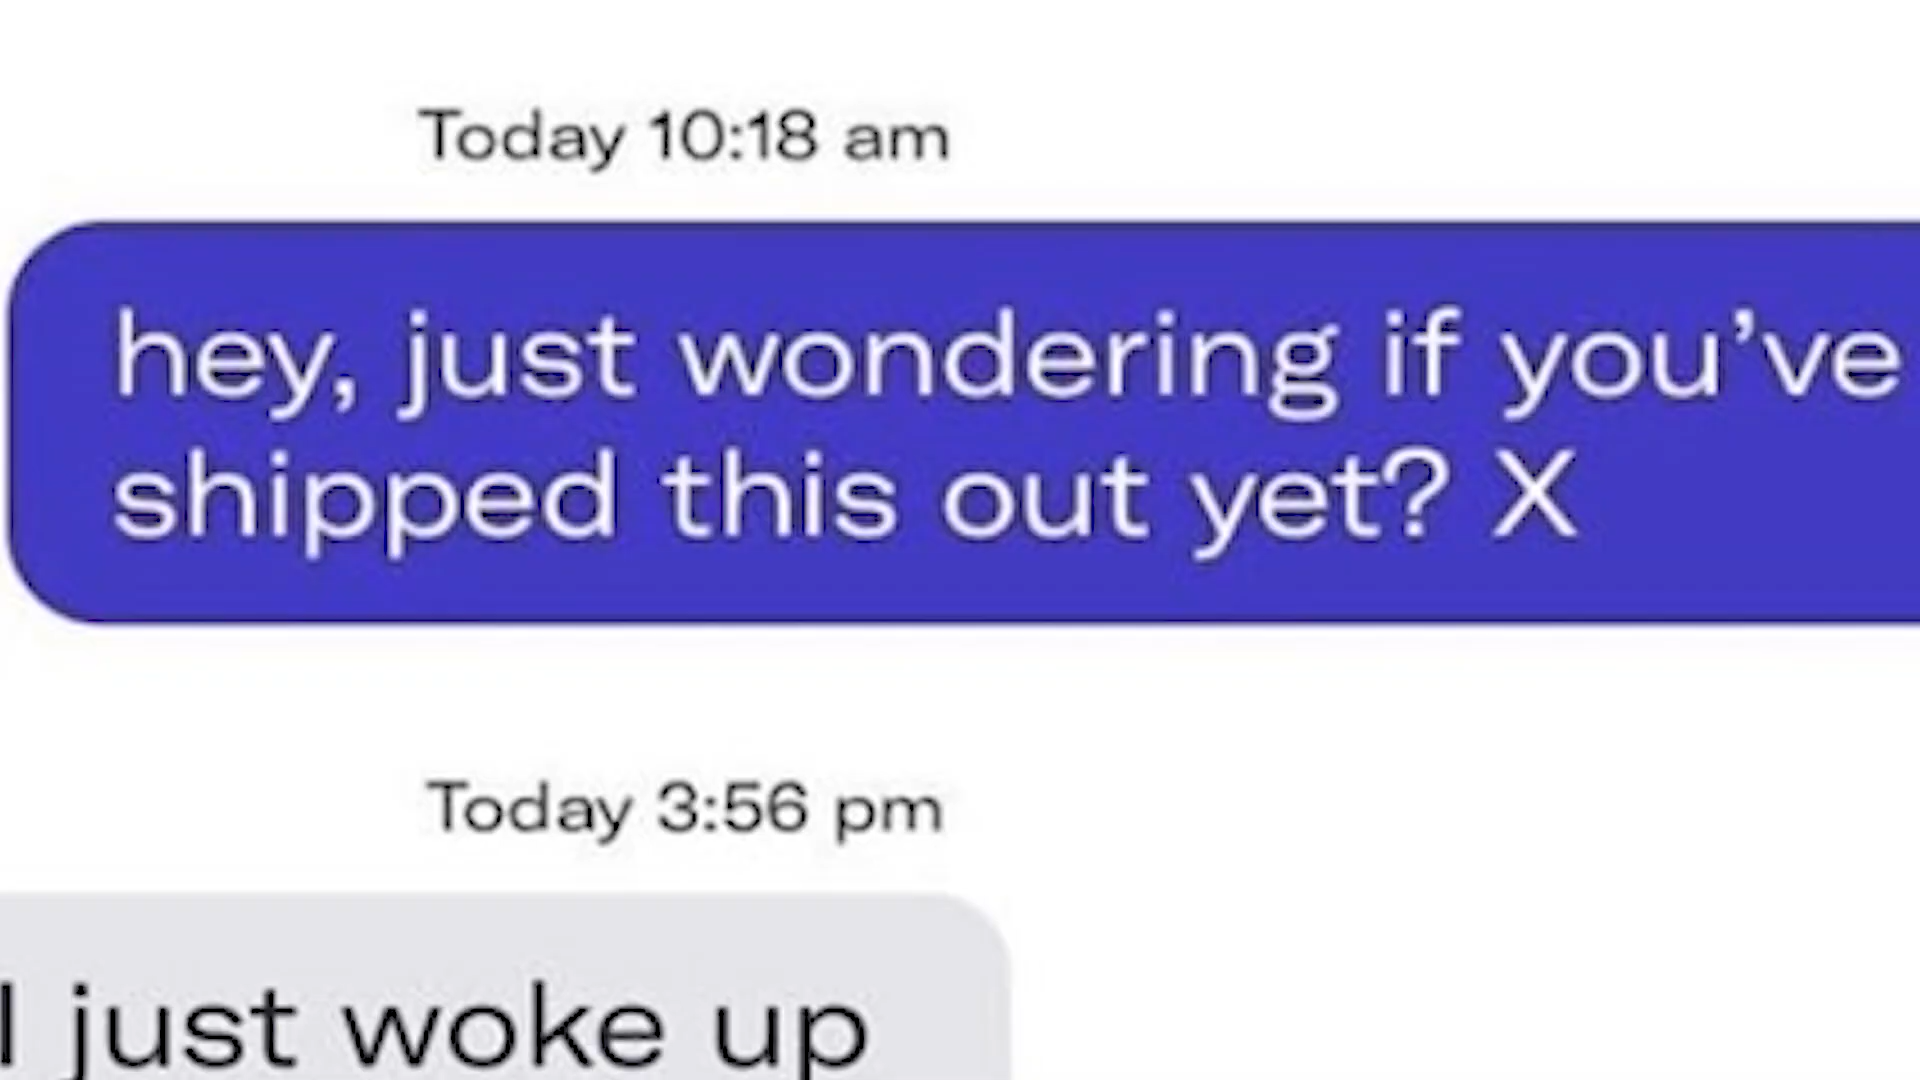 Today 10:18 am
hey, just wondering if you’ve
shipped this out yet? X
Today 3:56 pm
I just woke up